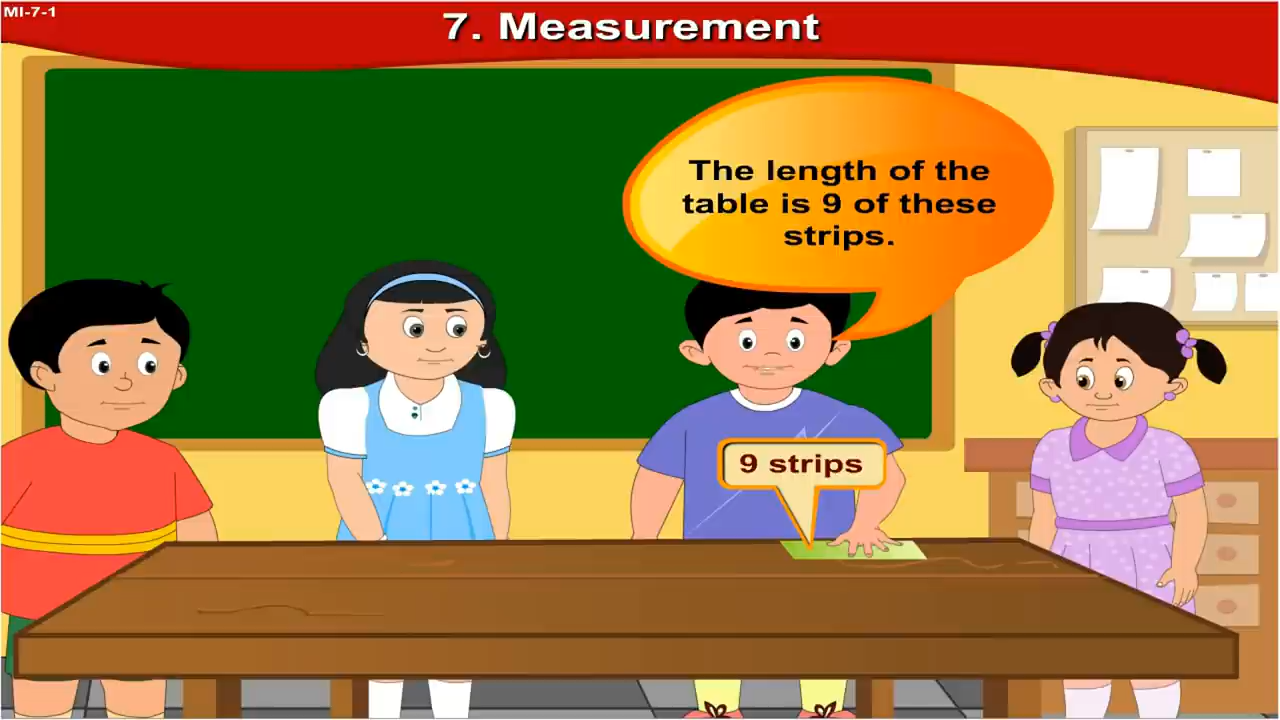 MI-7-1
7. Measurement
The length of the
table is 9 of these
strips.
9 strips